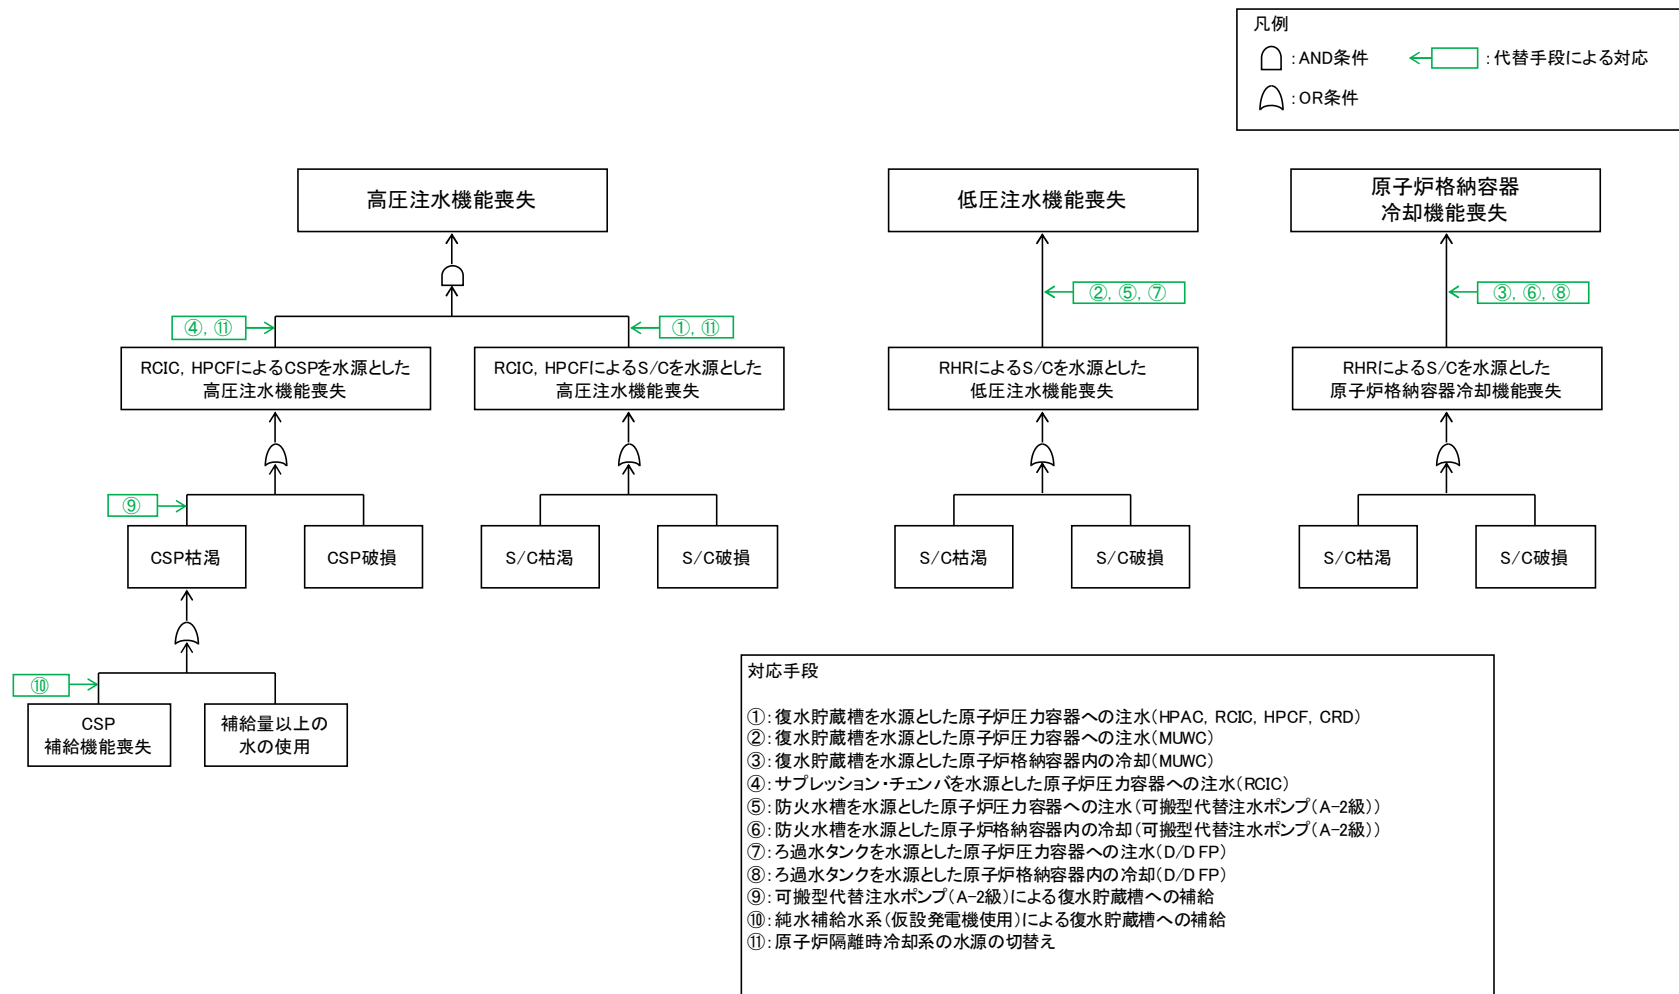 凡例
:AND条件
:代替手段による対応
:OR条件
高圧注水機能喪失
低圧注水機能喪失
原子炉格納容器
冷却機能喪失
④, ⑪
①, ⑪
②, ⑤, ⑦
③, ⑥, ⑧
RCIC, HPCFによるCSPを水源とした
高圧注水機能喪失
RCIC, HPCFによるS/Cを水源とした
高圧注水機能喪失
RHRによるS/Cを水源とした
低圧注水機能喪失
RHRによるS/Cを水源とした
原子炉格納容器冷却機能喪失
⑨
CSP枯渇
CSP破損
S/C枯渇
S/C破損
S/C枯渇
S/C破損
S/C枯渇
S/C破損
⑩
CSP
補給機能喪失
補給量以上の
水の使用
対応手段
①:復水貯蔵槽を水源とした原子炉圧力容器への注水(HPAC, RCIC, HPCF, CRD)
②:復水貯蔵槽を水源とした原子炉圧力容器への注水(MUWC)
③:復水貯蔵槽を水源とした原子炉格納容器内の冷却(MUWC)
④:サプレッション・チェンバを水源とした原子炉圧力容器への注水(RCIC)
⑤:防火水槽を水源とした原子炉圧力容器への注水(可搬型代替注水ポンプ(A-2級))
⑥:防火水槽を水源とした原子炉格納容器内の冷却(可搬型代替注水ポンプ(A-2級))
⑦:ろ過水タンクを水源とした原子炉圧力容器への注水(D/D FP)
⑧:ろ過水タンクを水源とした原子炉格納容器内の冷却(D/D FP)
⑨:可搬型代替注水ポンプ(A-2級)による復水貯蔵槽への補給
⑩:純水補給水系(仮設発電機使用)による復水貯蔵槽への補給
⑪:原子炉隔離時冷却系の水源の切替え